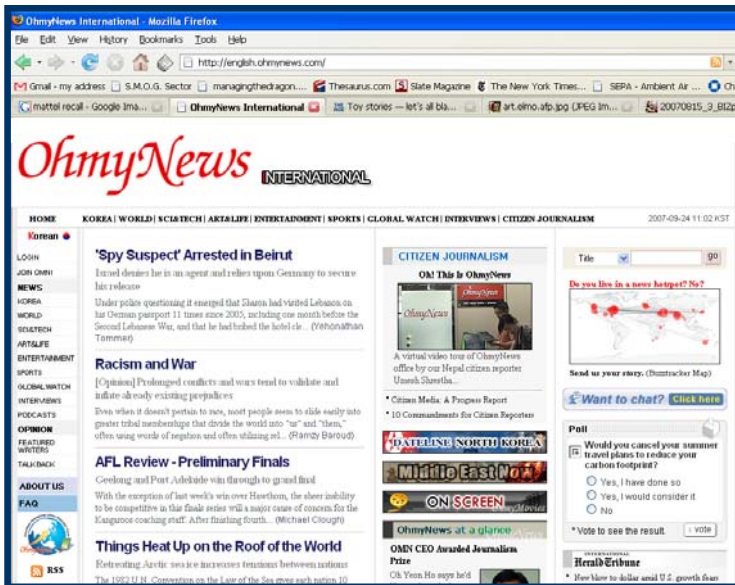 OhmyNews International - Mozilla Firefox
File Edit View History Bookmarks Tools Help
http://english.ohmynews.com/
Gmail - my address S.M.O.G. Sector managingthedragon.... Thesaurus.com Slate Magazine The New York Times... SEPA - Ambient Air ...
mattel recall - Google Ima... OhmyNews International Toy stories — let's all bla... art.elmo.afp.jpg (JPEG Im... 20070815_3_BIZp
OhmyNews INTERNATIONAL
HOME KOREA | WORLD | SCI&TECH | ART&LIFE | ENTERTAINMENT | SPORTS | GLOBAL WATCH | INTERVIEWS | CITIZEN JOURNALISM 2007-09-24 11:02 KST
Korean
LOGIN
JOIN OMNI
NEWS
KOREA
WORLD
SCI&TECH
ART&LIFE
ENTERTAINMENT
SPORTS
GLOBAL WATCH
INTERVIEWS
PODCASTS
OPINION
FEATURED
WRITERS
TALKBACK
ABOUT US
FAQ
RSS
'Spy Suspect' Arrested in Beirut
Israel denies he is an agent and relies upon Germany to secure
his release
Under police questioning it emerged that Sharon had visited Lebanon on
his German passport 11 times since 2005, including one month before the
Second Lebanese War, and that he had bribed the hotel cle... (Yehonathan
Tommer)
Racism and War
[Opinion] Prolonged conflicts and wars tend to validate and
inflate already existing prejudices
Even when it doesn't pertain to race, most people seem to slide easily into
greater tribal memberships that divide the world into "us" and "them,"
often using words of negation and often utilizing rel... (Ramzy Baroud)
AFL Review - Preliminary Finals
Geelong and Port Adelaide win through to grand final
With the exception of last week's win over Hawthorn, the sheer inability
to be competitive in this finals series will a major cause of concern for the
Kangaroos coaching staff. After finishing fourth... (Michael Clough)
Things Heat Up on the Roof of the World
Retreating Arctic sea ice increases tensions between nations
The 1982 U.N. Convention on the Law of the Sea gives each nation 10
CITIZEN JOURNALISM
Oh! This Is OhmyNews
OhmyNews
A virtual video tour of OhmyNews
office by our Nepal citizen reporter
Umesh Shrestha...
Citizen Media: A Progress Report
10 Commandments for Citizen Reporters
DATELINE NORTH KOREA
Middle East Now
ON SCREEN
OhmyNews at a glance
OMN CEO Awarded Journalism
Prize
Oh Yeon Ho says he'd
Title go
Do you live in a news hotspot? No?
Send us your story. (Buzztracker Map)
Want to chat? Click here
Poll
Would you cancel your summer
travel plans to reduce your
carbon footprint?
Yes, I have done so
Yes, I would consider it
No
* Vote to see the result. vote
INTERNATIONAL
Herald Tribune
New blow to dollar amid U.S. growth fears